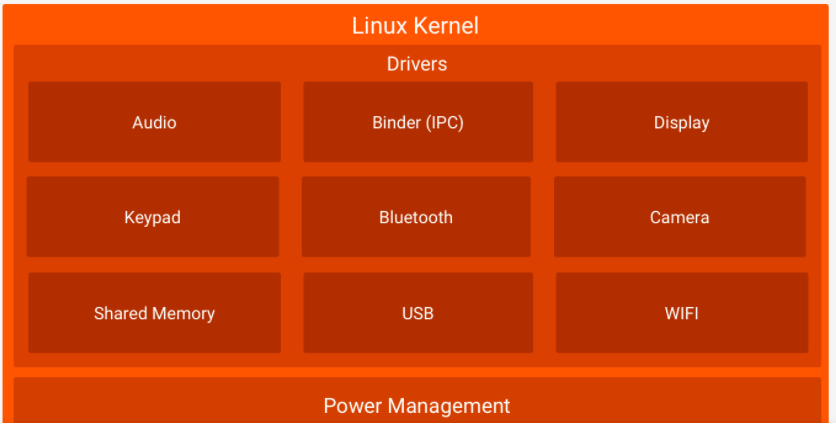 Linux Kernel
Drivers
Audio
Binder (IPC)
Display
Keypad
Bluetooth
Camera
Shared Memory
USB
WIFI
Power Management